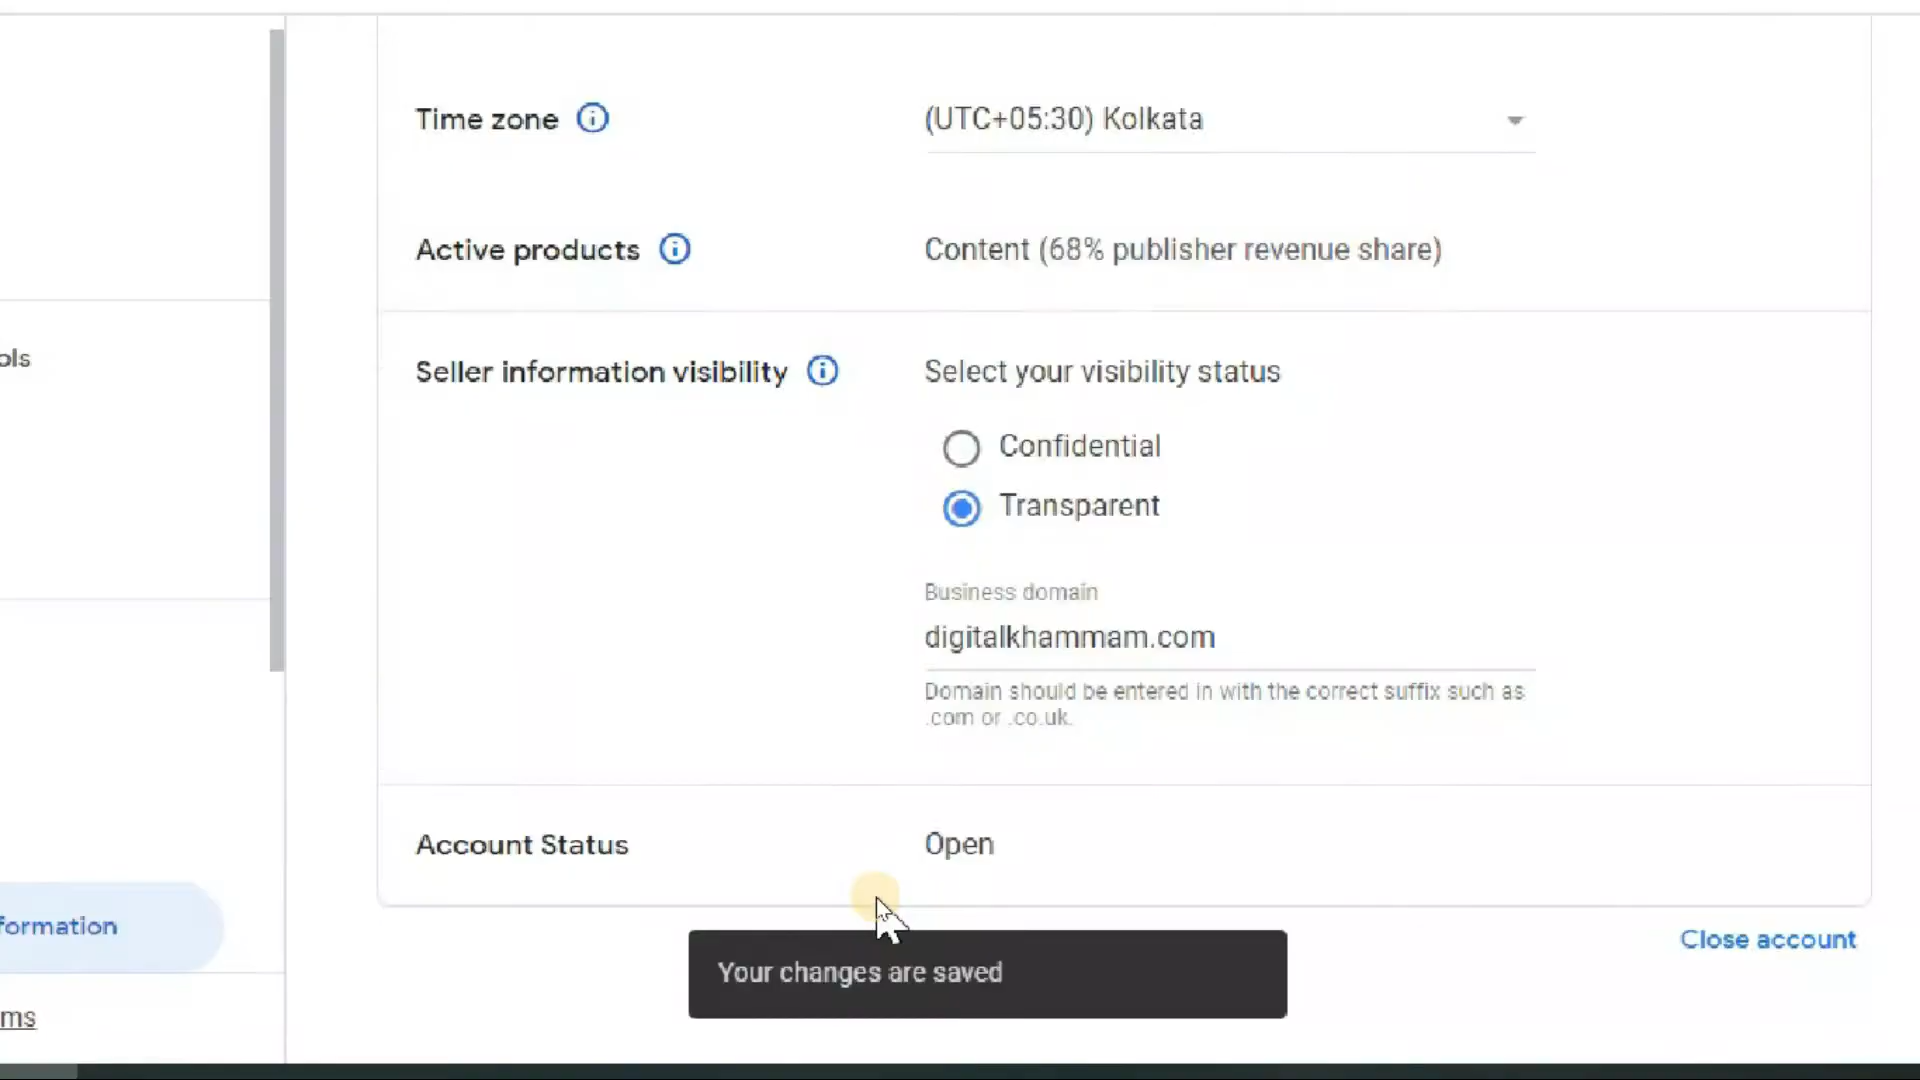 Time zone
(UTC+05:30) Kolkata
Active products
Content (68% publisher revenue share)
ols
Seller information visibility
Select your visibility status
Confidential
Transparent
Business domain
digitalkhammam.com
Domain should be entered in with the correct suffix such as
.com or .co.uk.
Account Status
Open
formation
Close account
Your changes are saved
ms